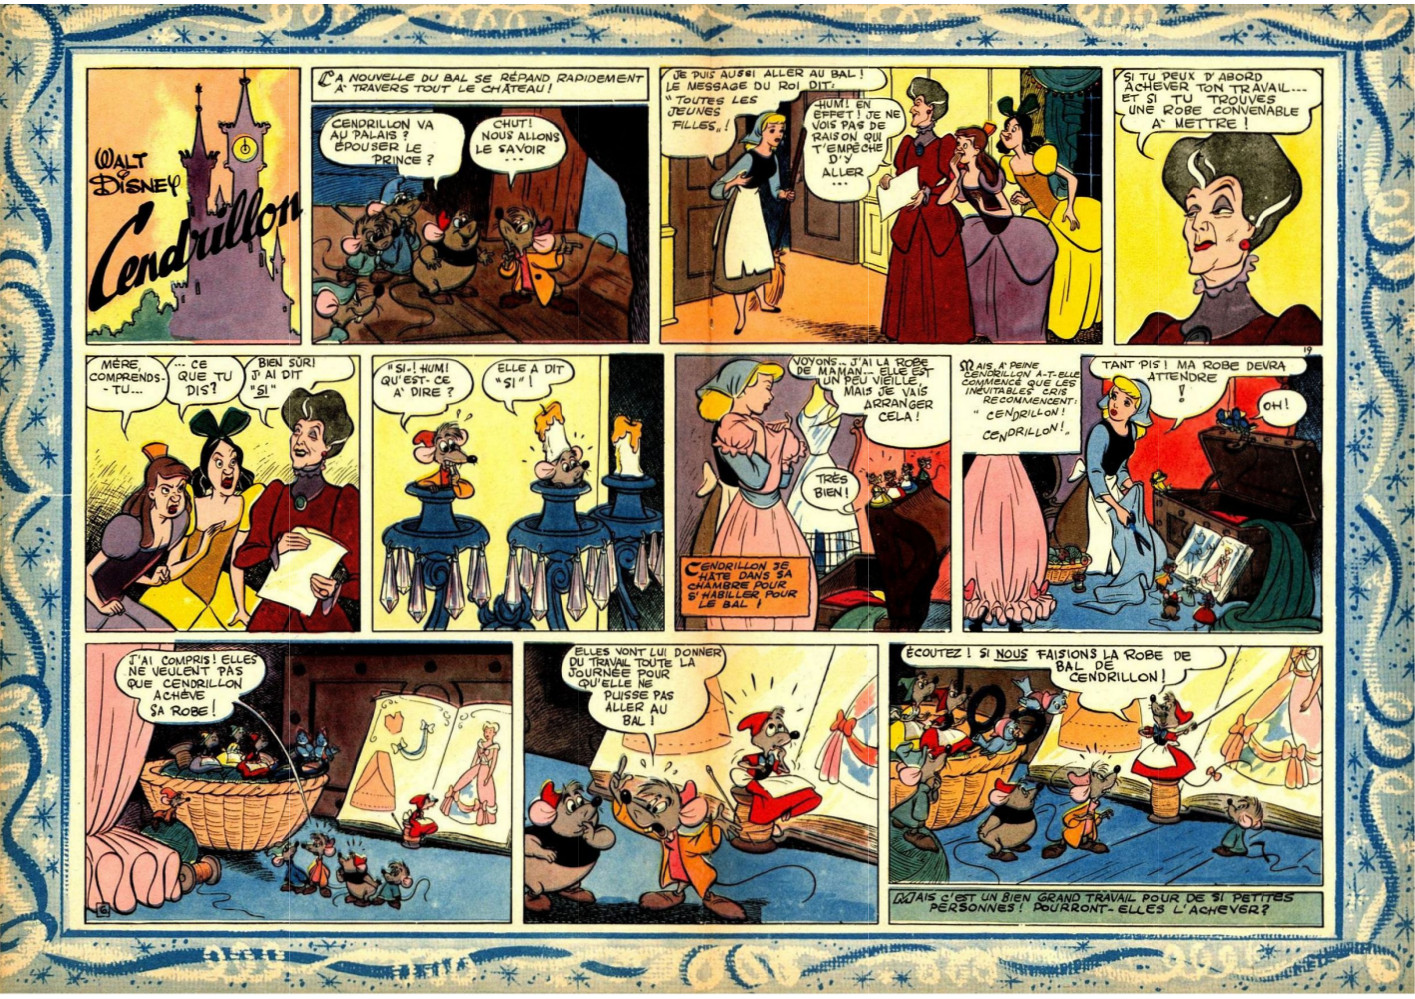 WALT
DISNEY
Cendrillon
LA NOUVELLE DU BAL SE RÉPAND RAPIDEMENT
À TRAVERS TOUT LE CHÂTEAU !
CENDRILLON VA
AU PALAIS ?
ÉPOUSER LE
PRINCE ?
CHUT !
NOUS ALLONS
LE SAVOIR
...
JE PUIS AUSSI ALLER AU BAL !
LE MESSAGE DU ROI DIT:
"TOUTES LES
JEUNES
FILLES„ !
HUM! EN
EFFET ! JE NE
VOIS PAS DE
RAISON QUI
T'EMPÊCHE
D'Y
ALLER
...
SI TU PEUX D'ABORD
ACHEVER TON TRAVAIL...
ET SI TU TROUVES
UNE ROBE CONVENABLE
À METTRE !
19
MÈRE,
COMPRENDS-
-TU...
... CE
QUE TU
DIS?
BIEN SÛR!
J'AI DIT
"SI"
"SI„! HUM!
QU'EST-CE
À DIRE ?
ELLE A DIT
"SI" !
VOYONS... J'AI LA ROBE
DE MAMAN... ELLE EST
UN PEU VIEILLE,
MAIS JE VAIS
ARRANGER
CELA !
TRÈS
BIEN !
CENDRILLON SE
HÂTE DANS SA
CHAMBRE POUR
S'HABILLER POUR
LE BAL !
MAIS, À PEINE
CENDRILLON A-T-ELLE
COMMENCÉ QUE LES
INÉVITABLES CRIS
RECOMMENCENT:
"CENDRILLON!
CENDRILLON!„
TANT PIS ! MA ROBE DEVRA
ATTENDRE
!
OH!
J'AI COMPRIS! ELLES
NE VEULENT PAS
QUE CENDRILLON
ACHÈVE
SA ROBE !
ELLES VONT LUI DONNER
DU TRAVAIL TOUTE LA
JOURNÉE POUR
QU'ELLE NE
PUISSE PAS
ALLER AU
BAL !
ÉCOUTEZ ! SI NOUS FAISIONS LA ROBE DE
BAL DE
CENDRILLON !
MAIS C'EST UN BIEN GRAND TRAVAIL POUR DE SI PETITES
PERSONNES ! POURRONT-ELLES L'ACHEVER?